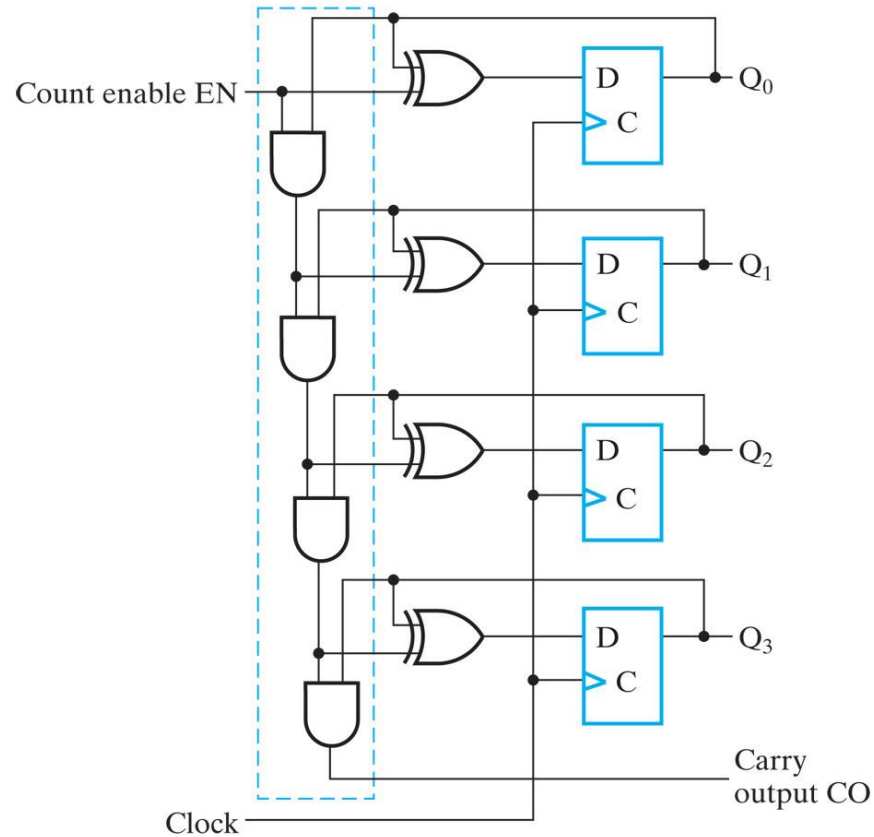 Count enable EN
D
C
Q₀
D
C
Q₁
D
C
Q₂
D
C
Q₃
Carry
output CO
Clock